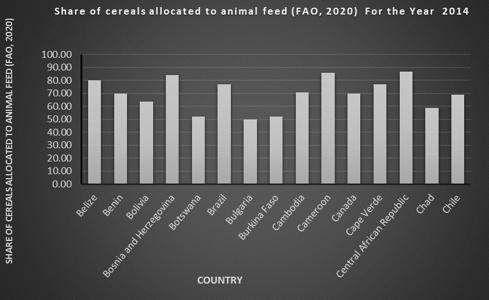 Share of cereals allocated to animal feed (FAO, 2020)  For the Year  2014
SHARE OF CEREALS ALLOCATED TO ANIMAL FEED (FAO, 2020)
100.00
90.00
80.00
70.00
60.00
50.00
40.00
30.00
20.00
10.00
0.00
Belize
Benin
Bolivia
Bosnia and Herzegovina
Botswana
Brazil
Bulgaria
Burkina Faso
Cambodia
Cameroon
Canada
Cape Verde
Central African Republic
Chad
Chile
COUNTRY